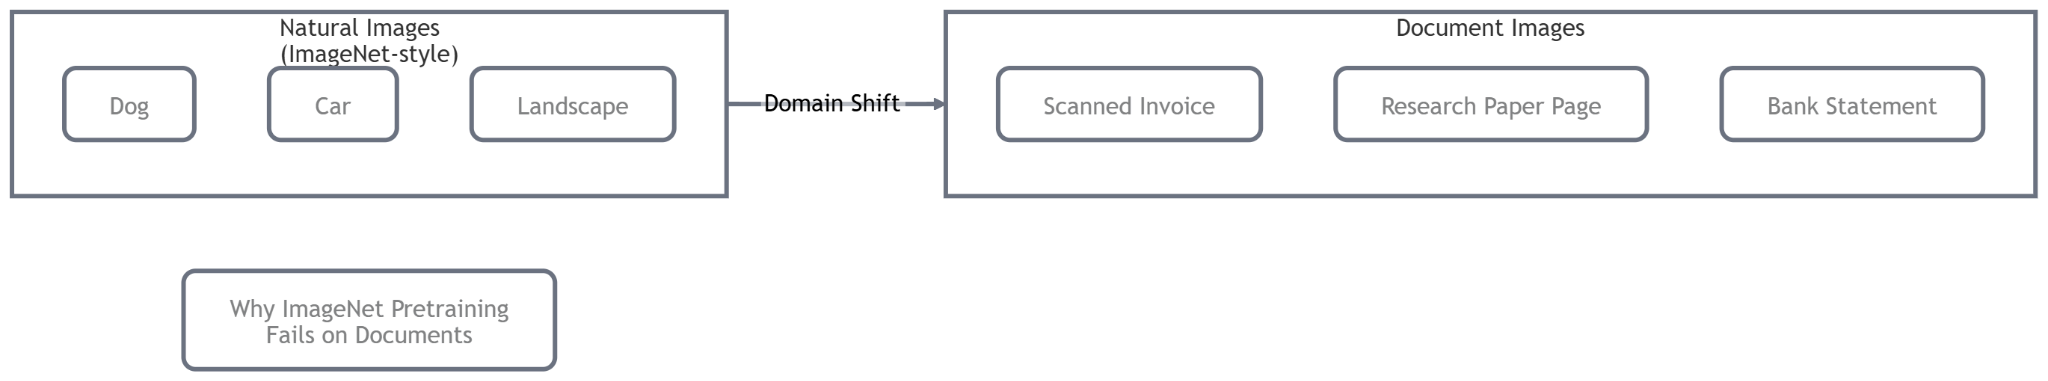 Natural Images
(ImageNet-style)
Dog
Car
Landscape
Domain Shift
Document Images
Scanned Invoice
Research Paper Page
Bank Statement
Why ImageNet Pretraining
Fails on Documents